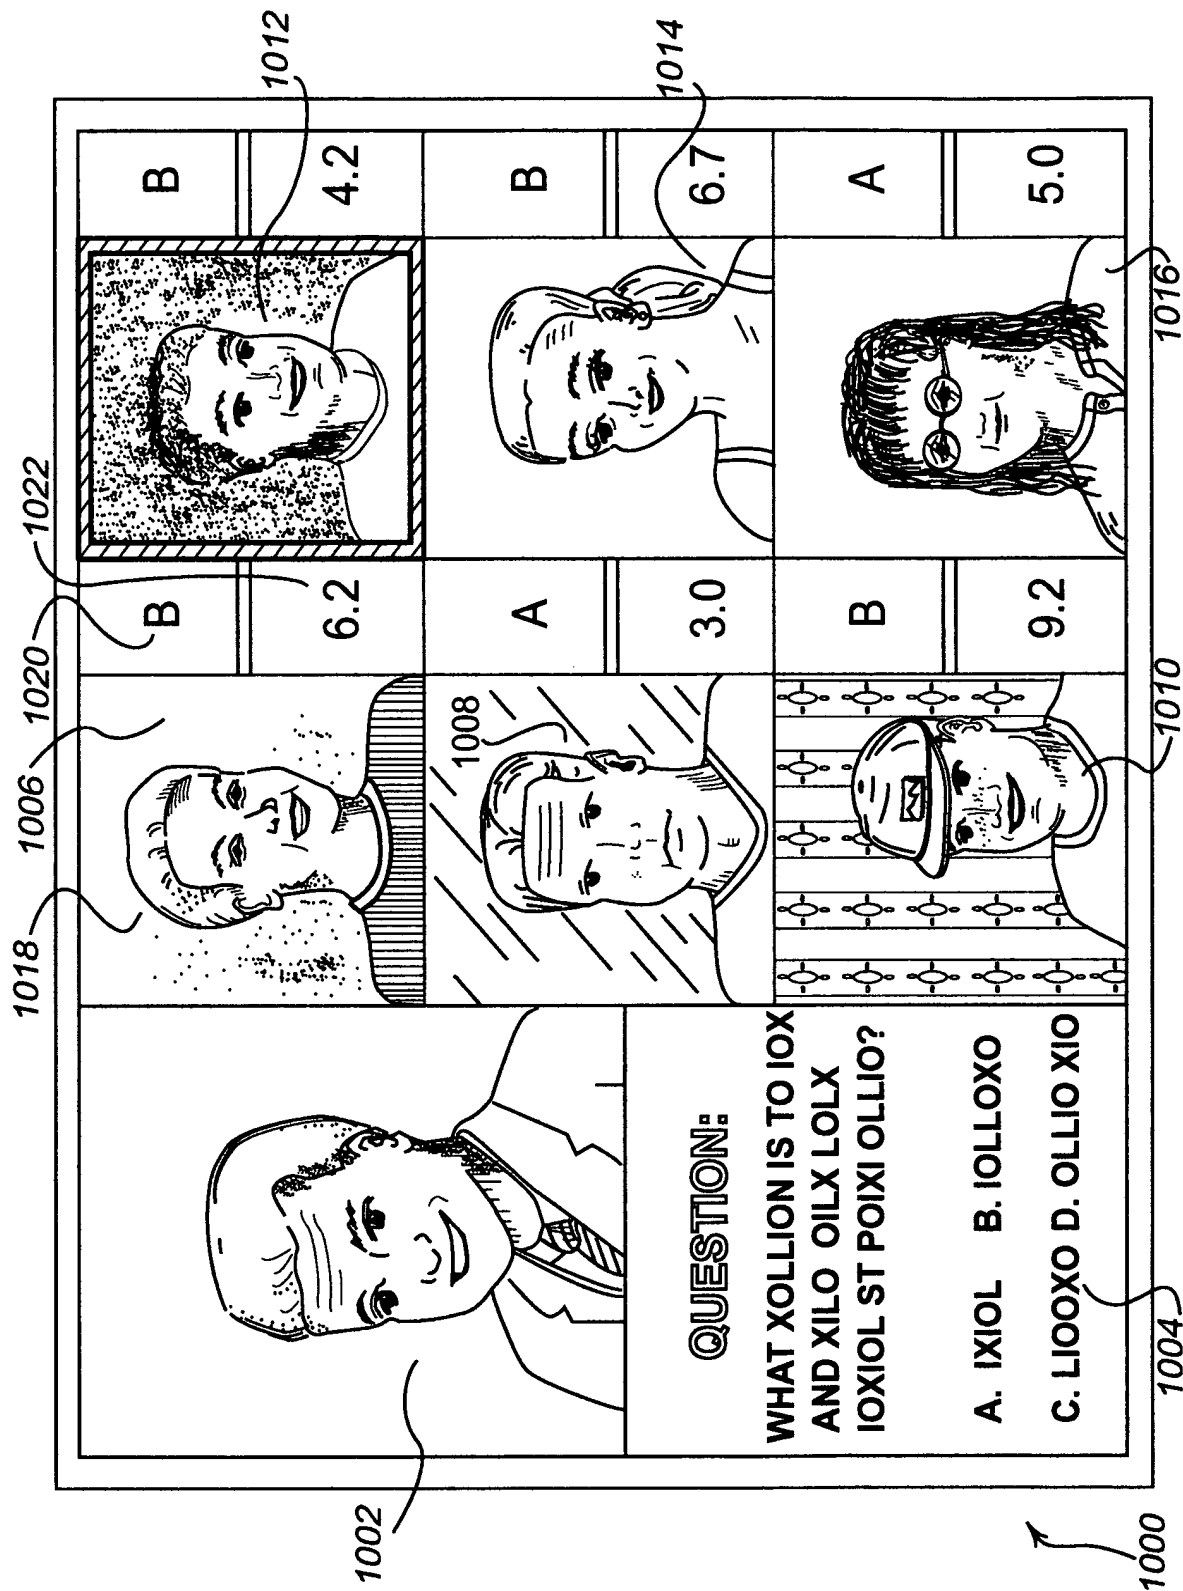 1018
1006
1020
1022
1012
B
6.2
B
4.2
1008
A
3.0
B
6.7
1014
B
9.2
A
5.0
QUESTION:
WHAT XOLLION IS TO IOX
AND XILO OILX LOLX
IOXIOL ST POIXI OLLIO?
A. IXIOL B. IOLLOXO
C. LIOOXO D. OLLIO XIO
1002
1004
1010
1016
1000